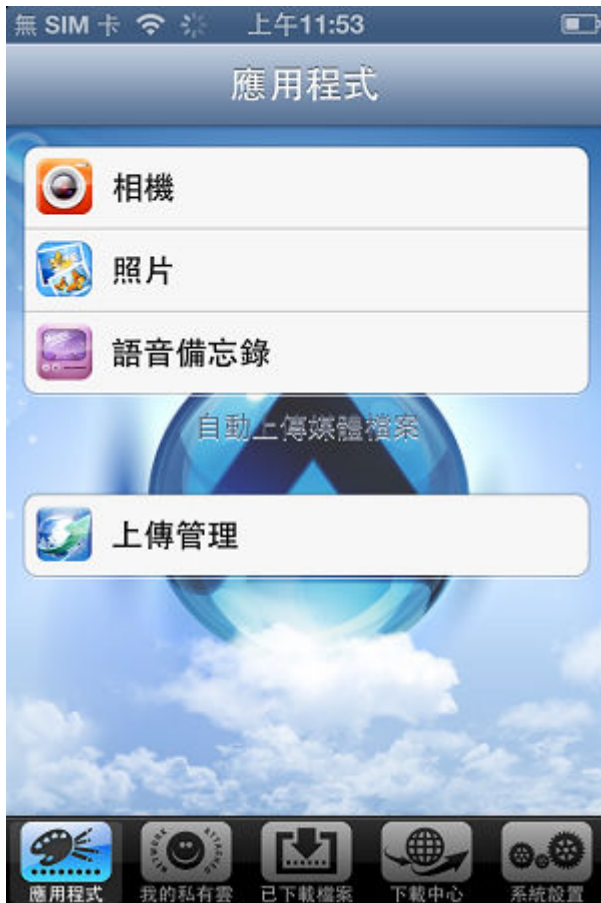 無 SIM 卡 上午11:53
應用程式
相機
照片
語音備忘錄
自動上傳媒體檔案
上傳管理
NETWORK ATTACHED
應用程式 我的私有雲 已下載檔案 下載中心 系統設置